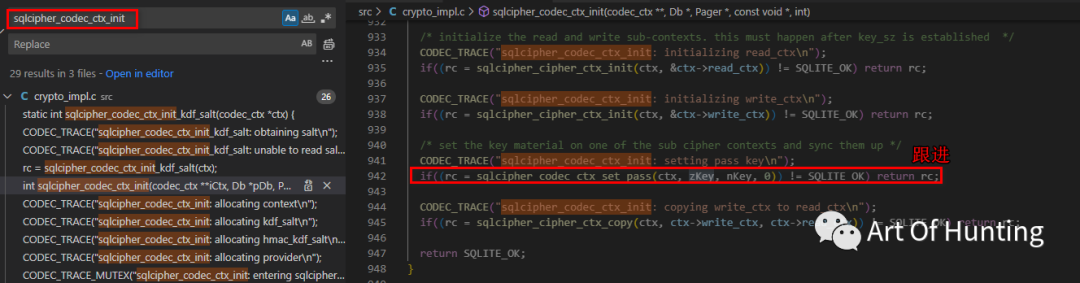 sqlcipher_codec_ctx_init
Aa
ab
.*
Replace
AB
29 results in 3 files - Open in editor
C crypto_impl.c src
26
static int sqlcipher_codec_ctx_init_kdf_salt(codec_ctx *ctx) {
CODEC_TRACE("sqlcipher_codec_ctx_init_kdf_salt: obtaining salt\n");
CODEC_TRACE("sqlcipher_codec_ctx_init_kdf_salt: unable to read sal...
rc = sqlcipher_codec_ctx_init_kdf_salt(ctx);
int sqlcipher_codec_ctx_init(codec_ctx **iCtx, Db *pDb, P...
CODEC_TRACE("sqlcipher_codec_ctx_init: allocating context\n");
CODEC_TRACE("sqlcipher_codec_ctx_init: allocating kdf_salt\n");
CODEC_TRACE("sqlcipher_codec_ctx_init: allocating hmac_kdf_salt\n...
CODEC_TRACE("sqlcipher_codec_ctx_init: allocating provider\n");
CODEC_TRACE_MUTEX("sqlcipher_codec_ctx_init: entering sqlcipher...
src > C crypto_impl.c > sqlcipher_codec_ctx_init(codec_ctx **, Db *, Pager *, const void *, int)
932
933 /* initialize the read and write sub-contexts. this must happen after key_sz is established */
934 CODEC_TRACE("sqlcipher_codec_ctx_init: initializing read_ctx\n");
935 if((rc = sqlcipher_cipher_ctx_init(ctx, &ctx->read_ctx)) != SQLITE_OK) return rc;
936
937 CODEC_TRACE("sqlcipher_codec_ctx_init: initializing write_ctx\n");
938 if((rc = sqlcipher_cipher_ctx_init(ctx, &ctx->write_ctx)) != SQLITE_OK) return rc;
939
940 /* set the key material on one of the sub cipher contexts and sync them up */
941 CODEC_TRACE("sqlcipher_codec_ctx_init: setting pass key\n");
跟进
942 if((rc = sqlcipher_codec_ctx_set_pass(ctx, zKey, nKey, 0)) != SQLITE_OK) return rc;
943
944 CODEC_TRACE("sqlcipher_codec_ctx_init: copying write_ctx to read_ctx\n");
945 if((rc = sqlcipher_cipher_ctx_copy(ctx, ctx->write_ctx, ctx->re
946
947 return SQLITE_OK;
948 }
Art Of Hunting